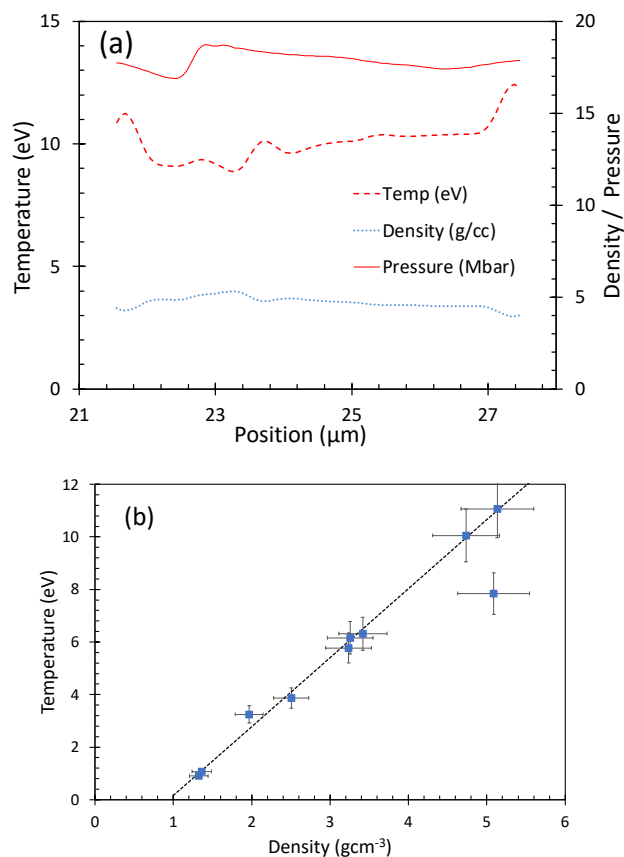 (a)
15
10
5
0
20
15
10
5
0
21
23
25
27
Temperature (eV)
Density / Pressure
Position (μm)
Temp (eV)
Density (g/cc)
Pressure (Mbar)
(b)
12
10
8
6
4
2
0
0
1
2
3
4
5
6
Temperature (eV)
Density (gcm⁻³)